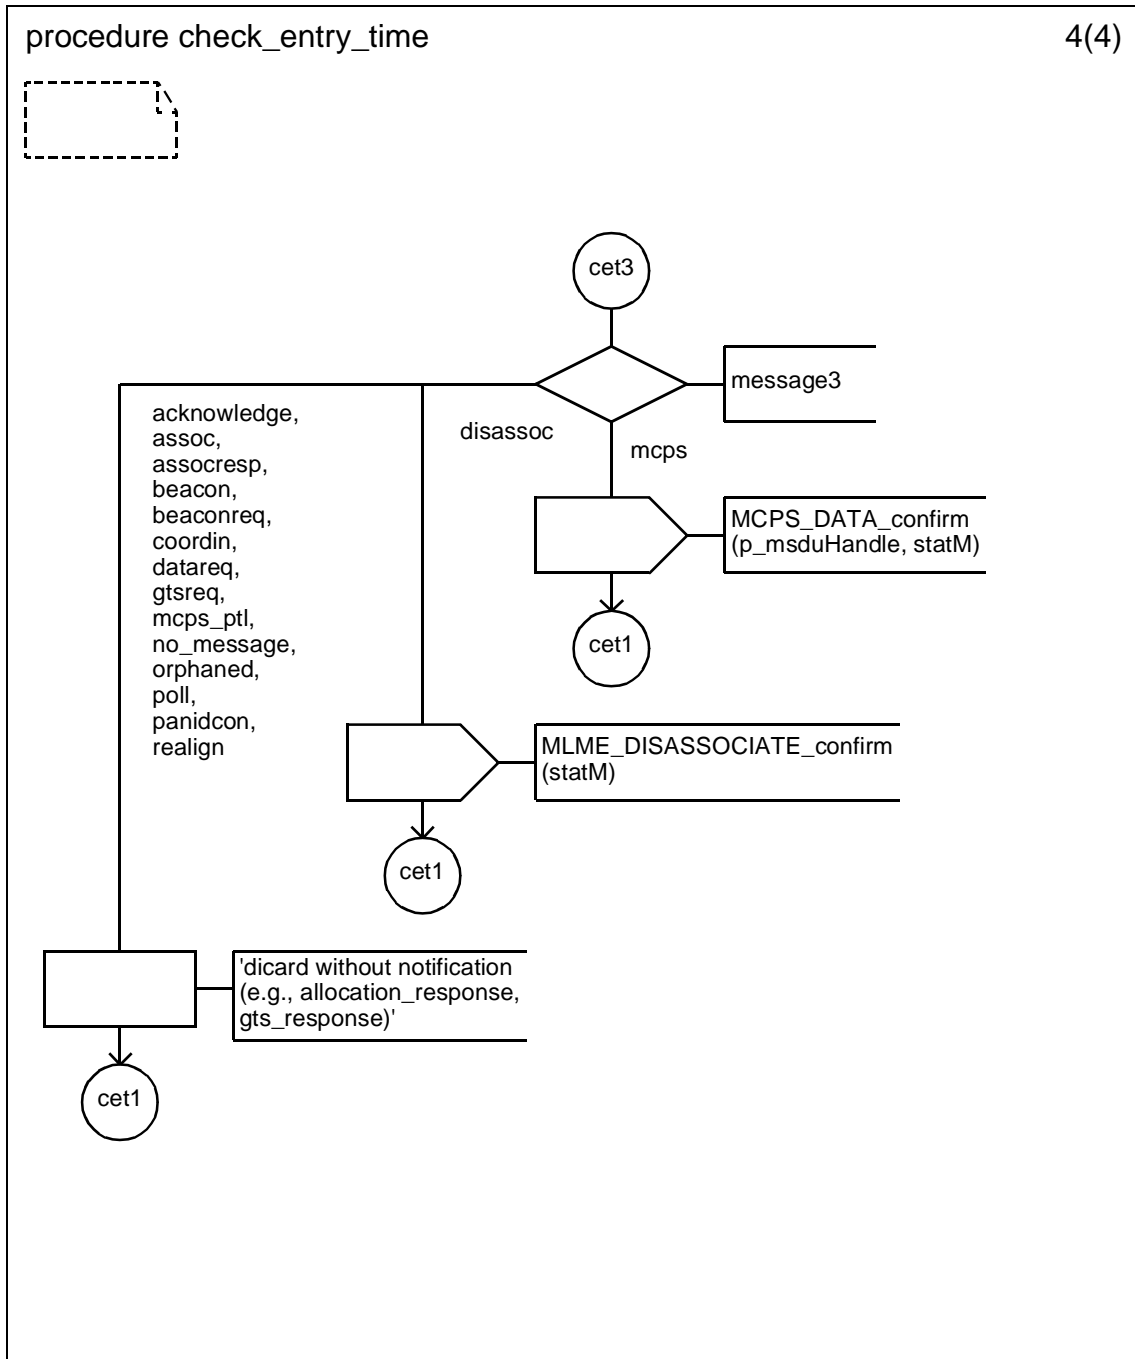 procedure check_entry_time
4(4)
cet3
message3
disassoc
mcps
acknowledge,
assoc,
assocresp,
beacon,
beaconreq,
coordin,
datareq,
gtsreq,
mcps_ptl,
no_message,
orphaned,
poll,
panidcon,
realign
MCPS_DATA_confirm
(p_msduHandle, statM)
cet1
MLME_DISASSOCIATE_confirm
(statM)
cet1
'dicard without notification
(e.g., allocation_response,
gts_response)'
cet1